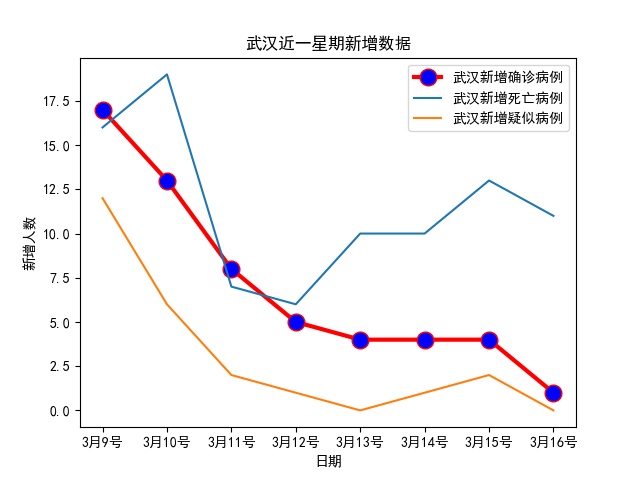 武汉近一星期新增数据
武汉新增确诊病例
武汉新增死亡病例
武汉新增疑似病例
新增人数
17.5
15.0
12.5
10.0
7.5
5.0
2.5
0.0
3月9号 3月10号 3月11号 3月12号 3月13号 3月14号 3月15号 3月16号
日期